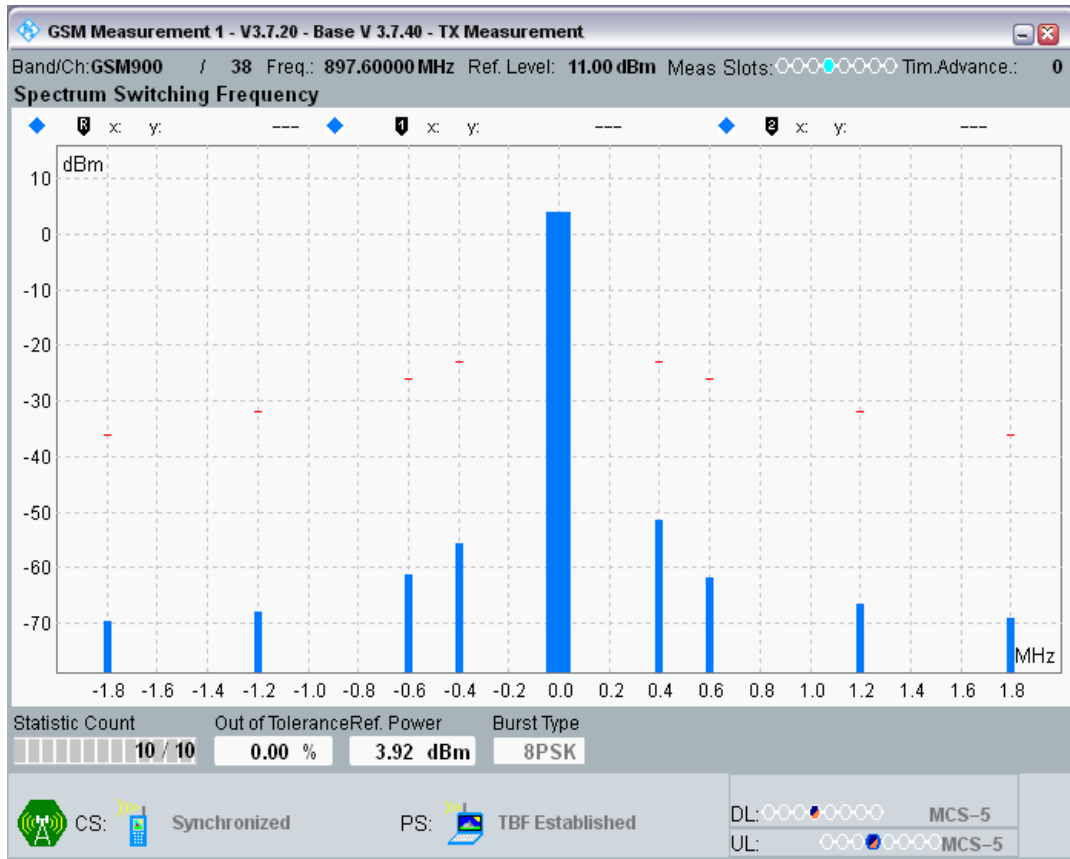 GSM Measurement 1 - V3.7.20 - Base V 3.7.40 - TX Measurement
Band/Ch:GSM900 / 38 Freq.: 897.60000 MHz Ref. Level: 11.00 dBm Meas Slots: Tim.Advance.: 0
Spectrum Switching Frequency
R x: y: --- 1 x: y: --- 2 x: y: ---
dBm
10
0
-10
-20
-30
-40
-50
-60
-70
MHz
-1.8 -1.6 -1.4 -1.2 -1.0 -0.8 -0.6 -0.4 -0.2 0.0 0.2 0.4 0.6 0.8 1.0 1.2 1.4 1.6 1.8
Statistic Count Out of Tolerance Ref. Power Burst Type
10 / 10 0.00 % 3.92 dBm 8PSK
CS: Synchronized PS: TBF Established
DL: MCS-5
UL: MCS-5